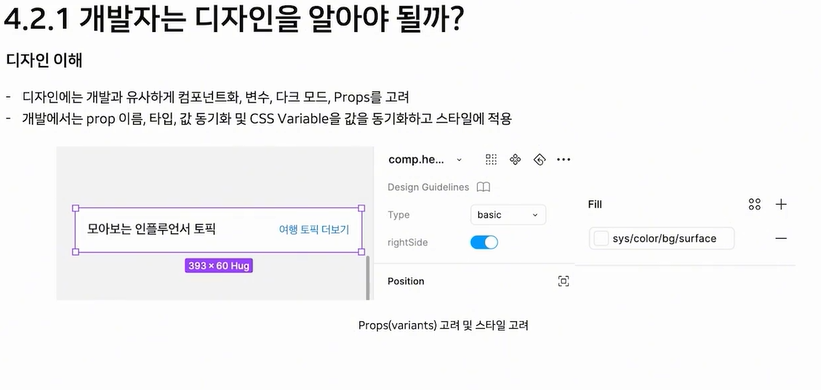 4.2.1 개발자는 디자인을 알아야 될까?
디자인 이해
- 디자인에는 개발과 유사하게 컴포넌트화, 변수, 다크 모드, Props를 고려
- 개발에서는 prop 이름, 타입, 값 동기화 및 CSS Variable을 값을 동기화하고 스타일에 적용
모아보는 인플루언서 토픽
여행 토픽 더보기
393 × 60 Hug
comp.he...
Design Guidelines
Type
basic
rightSide
Position
Fill
sys/color/bg/surface
Props(variants) 고려 및 스타일 고려